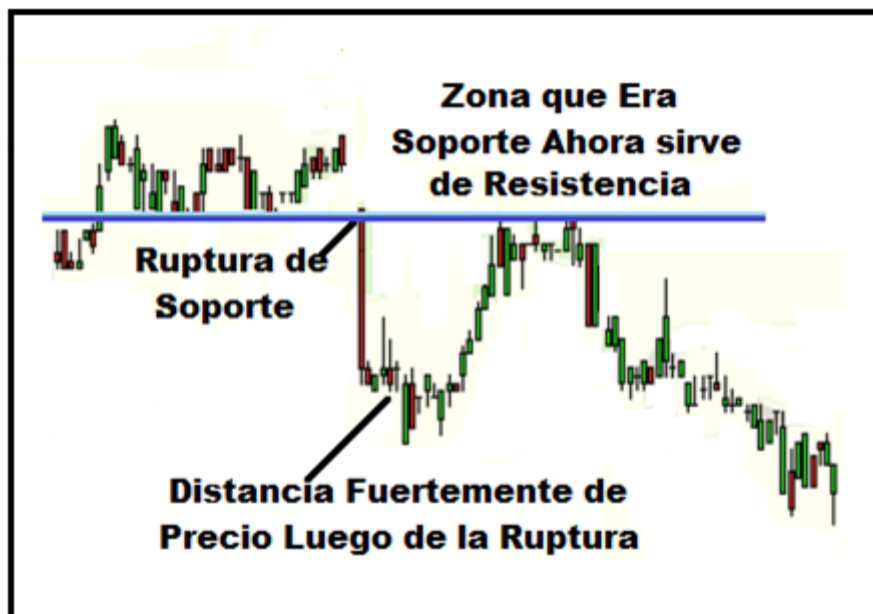 Zona que Era
Soporte Ahora sirve
de Resistencia
Ruptura de
Soporte
Distancia Fuertemente de
Precio Luego de la Ruptura